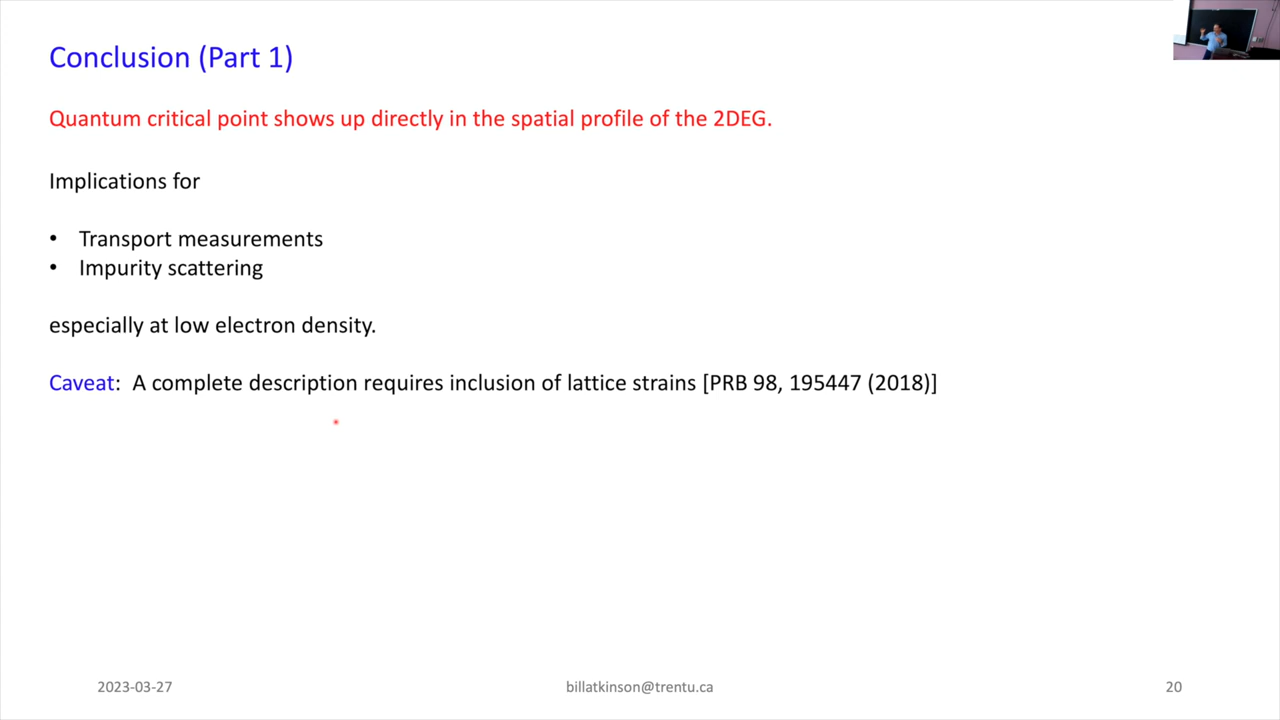 Conclusion (Part 1)
Quantum critical point shows up directly in the spatial profile of the 2DEG.
Implications for
• Transport measurements
• Impurity scattering
especially at low electron density.
Caveat: A complete description requires inclusion of lattice strains [PRB 98, 195447 (2018)]
2023-03-27
billatkinson@trentu.ca
20